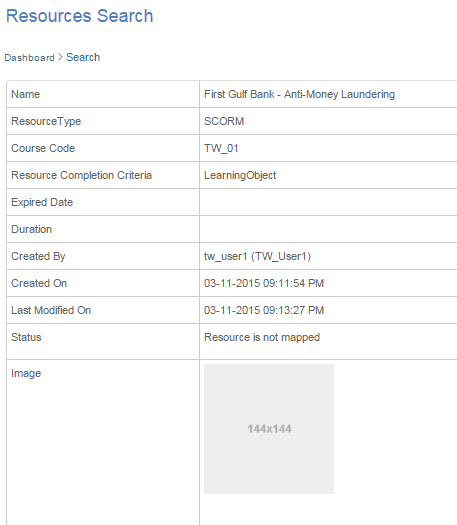 Resources Search
Dashboard > Search
Name First Gulf Bank - Anti-Money Laundering
ResourceType SCORM
Course Code TW_01
Resource Completion Criteria LearningObject
Expired Date
Duration
Created By tw_user1 (TW_User1)
Created On 03-11-2015 09:11:54 PM
Last Modified On 03-11-2015 09:13:27 PM
Status Resource is not mapped
Image
144x144